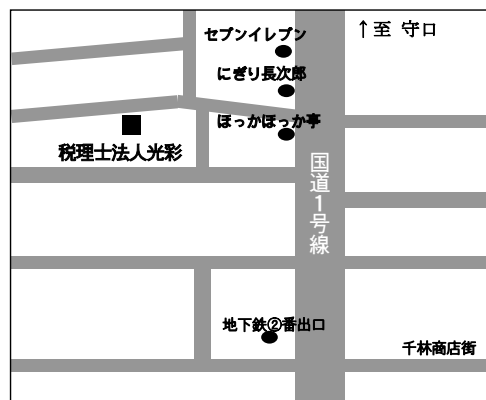 セブンイレブン
↑至 守口
にぎり長次郎
ほっかほっか亭
税理士法人光彩
国道1号線
地下鉄②番出口
千林商店街